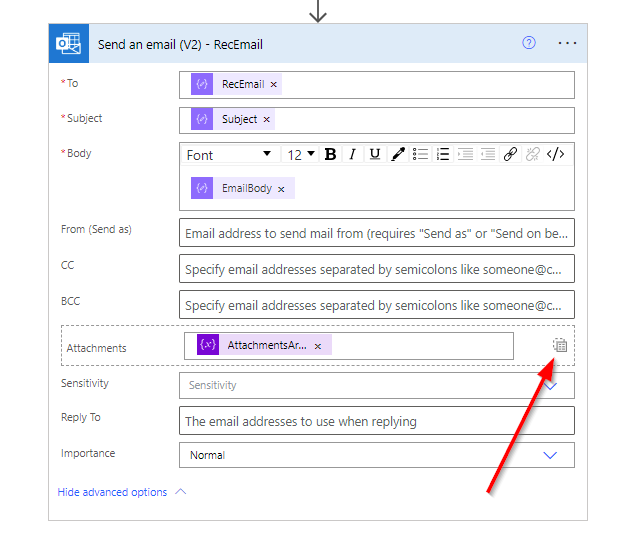 Send an email (V2) - RecEmail
?
...
*To
{✓} RecEmail ×
*Subject
{✓} Subject ×
*Body
Font 12 B I U </>
{✓} EmailBody ×
From (Send as)
Email address to send mail from (requires "Send as" or "Send on be...
CC
Specify email addresses separated by semicolons like someone@c...
BCC
Specify email addresses separated by semicolons like someone@c...
Attachments
{x} AttachmentsAr... ×
Sensitivity
Sensitivity
Reply To
The email addresses to use when replying
Importance
Normal
Hide advanced options